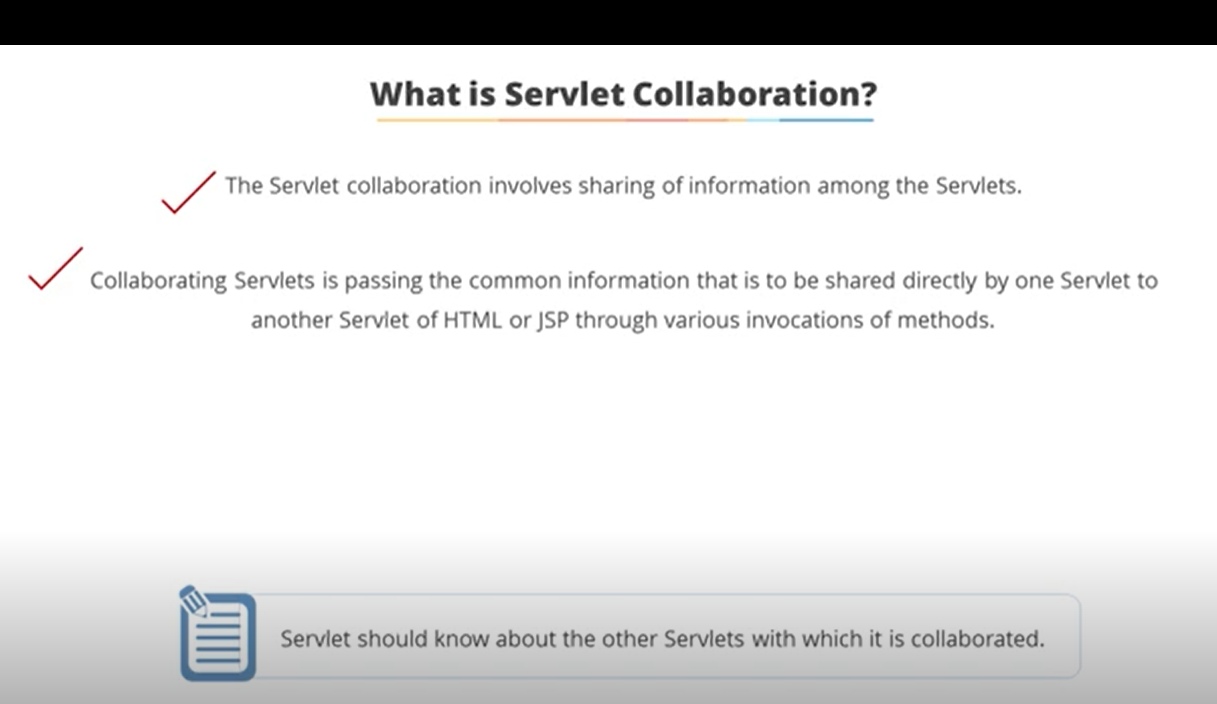 What is Servlet Collaboration?
The Servlet collaboration involves sharing of information among the Servlets.
Collaborating Servlets is passing the common information that is to be shared directly by one Servlet to
another Servlet of HTML or JSP through various invocations of methods.
Servlet should know about the other Servlets with which it is collaborated.